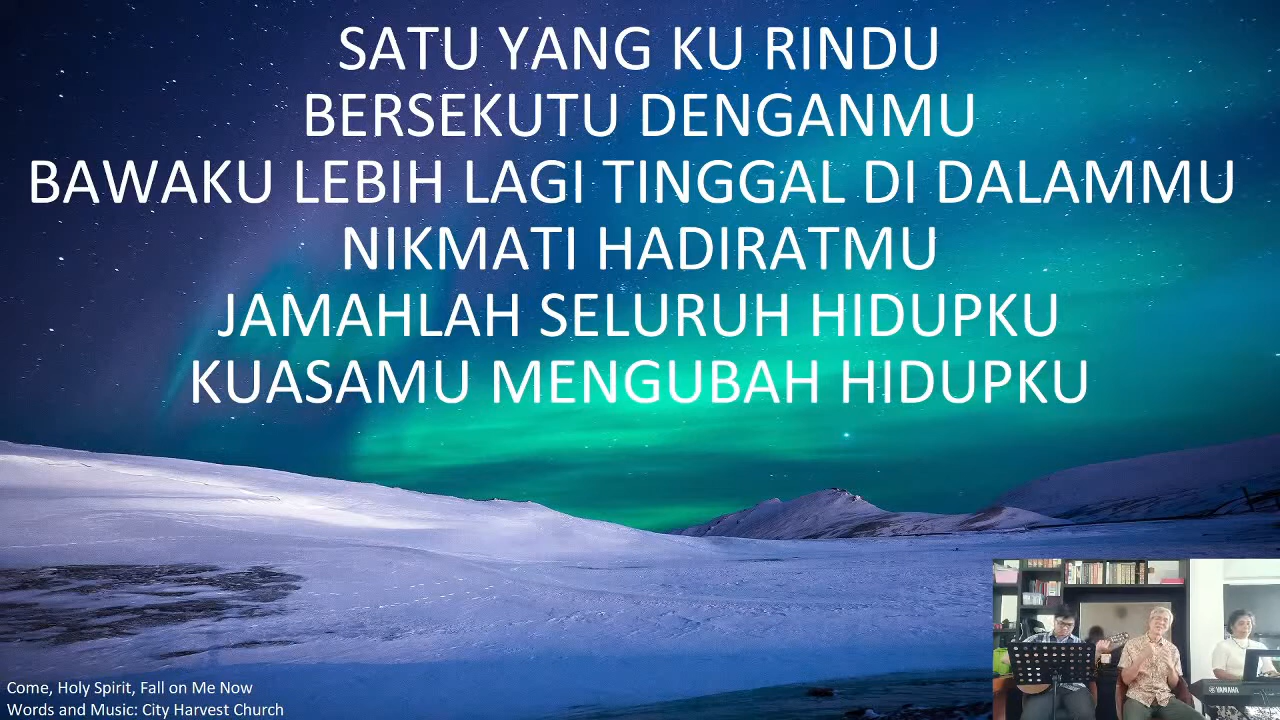 SATU YANG KU RINDU
BERSEKUTU DENGANMU
BAWAKU LEBIH LAGI TINGGAL DI DALAMMU
NIKMATI HADIRATMU
JAMAHLAH SELURUH HIDUPKU
KUASAMU MENGUBAH HIDUPKU
Come, Holy Spirit, Fall on Me Now
Words and Music: City Harvest Church
YAMAHA